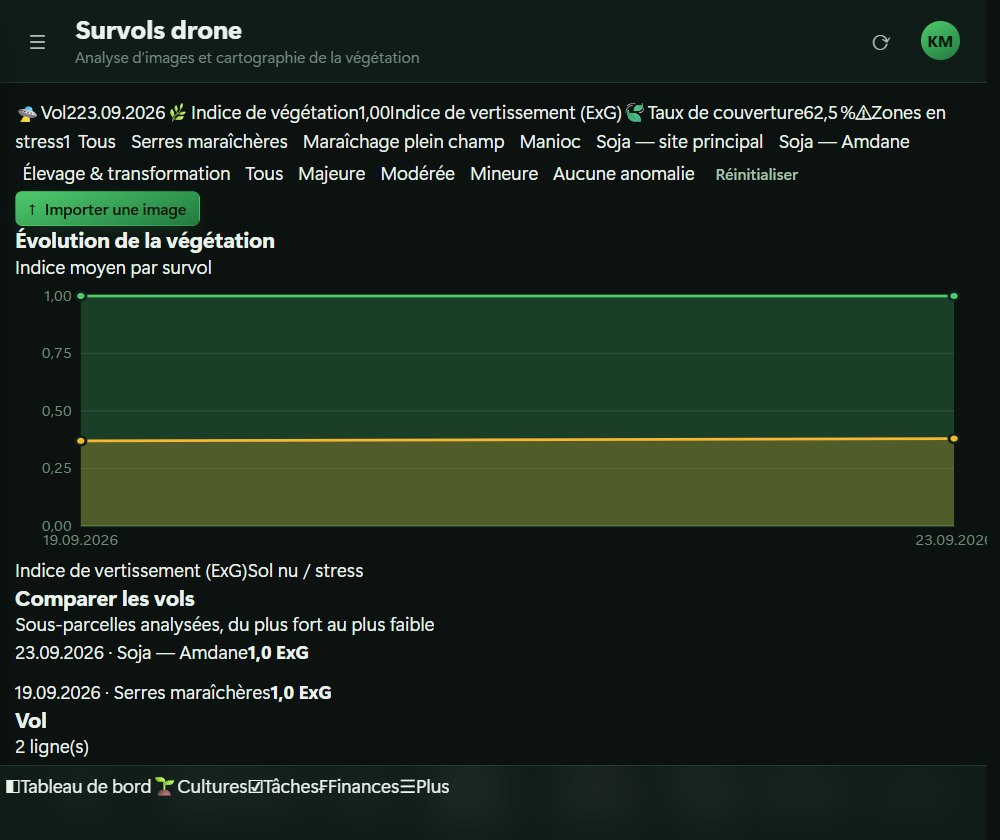 ☰ Survols drone
Analyse d'images et cartographie de la végétation
⟳ KM
🛸Vol223.09.2026🌿Indice de végétation1,00Indice de vertissement (ExG)🍃Taux de couverture62,5 %⚠Zones en
stress1 Tous Serres maraîchères Maraîchage plein champ Manioc Soja — site principal Soja — Amdane
Élevage & transformation Tous Majeure Modérée Mineure Aucune anomalie Réinitialiser
↑ Importer une image
Évolution de la végétation
Indice moyen par survol
1,00
0,75
0,50
0,25
0,00
19.09.2026 23.09.2026
Indice de vertissement (ExG)Sol nu / stress
Comparer les vols
Sous-parcelles analysées, du plus fort au plus faible
23.09.2026 · Soja — Amdane1,0 ExG
19.09.2026 · Serres maraîchères1,0 ExG
Vol
2 ligne(s)
◧Tableau de bord🌱Cultures☑Tâches₣Finances☰Plus